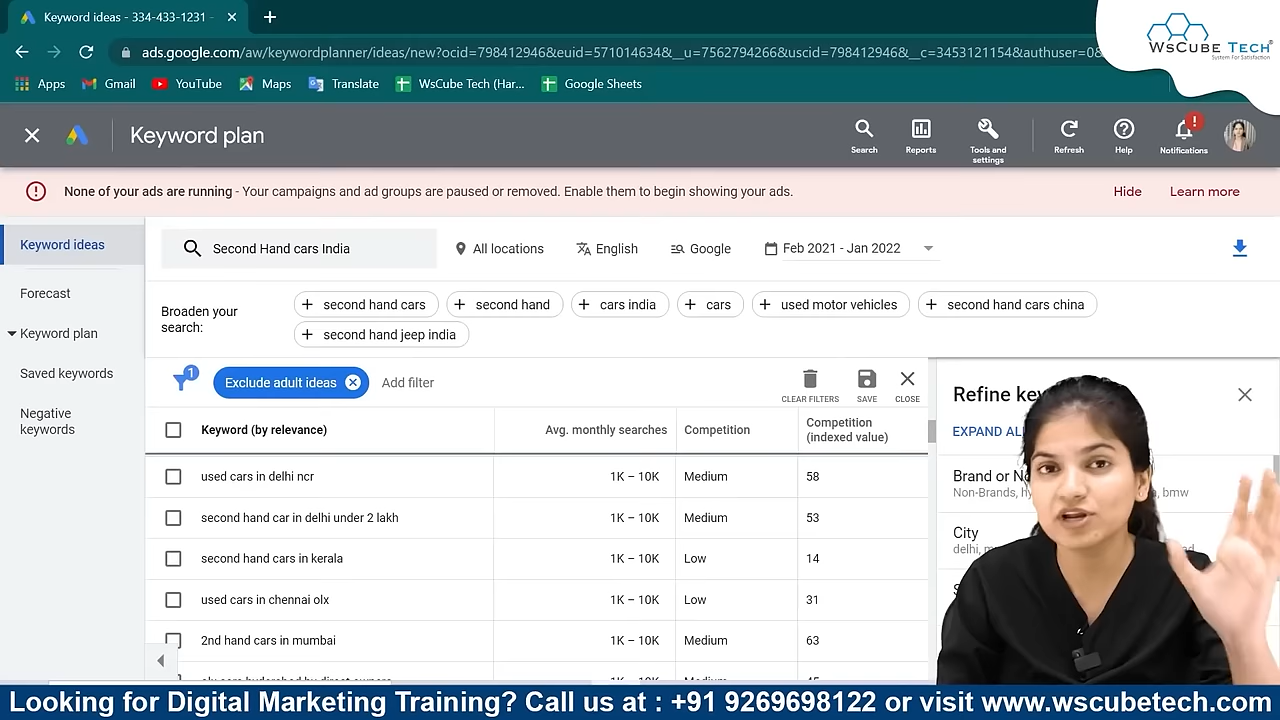 Keyword ideas - 334-433-1231 -
ads.google.com/aw/keywordplanner/ideas/new?ocid=798412946&euid=571014634&__u=7562794266&uscid=798412946&__c=3453121154&authuser=0&
WsCube Tech®
System For Satisfaction
Apps Gmail YouTube Maps Translate WsCube Tech (Har... Google Sheets
Keyword plan
Search Reports Tools and settings Refresh Help Notifications
None of your ads are running - Your campaigns and ad groups are paused or removed. Enable them to begin showing your ads. Hide Learn more
Keyword ideas
Forecast
Keyword plan
Saved keywords
Negative
keywords
Second Hand cars India All locations English Google Feb 2021 - Jan 2022
Broaden your
search:
+ second hand cars + second hand + cars india + cars + used motor vehicles + second hand cars china
+ second hand jeep india
1 Exclude adult ideas Add filter CLEAR FILTERS SAVE CLOSE
Keyword (by relevance) Avg. monthly searches Competition Competition
(indexed value)
used cars in delhi ncr 1K – 10K Medium 58
second hand car in delhi under 2 lakh 1K – 10K Medium 53
second hand cars in kerala 1K – 10K Low 14
used cars in chennai olx 1K – 10K Low 31
2nd hand cars in mumbai 1K – 10K Medium 63
Refine
EXPAND
Brand or
Non-Brands, bmw
City
delhi,
Looking for Digital Marketing Training? Call us at : +91 9269698122 or visit www.wscubetech.com